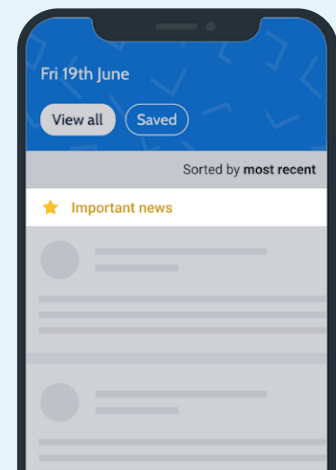 Fri 19th June
View all Saved
Sorted by most recent
Important news